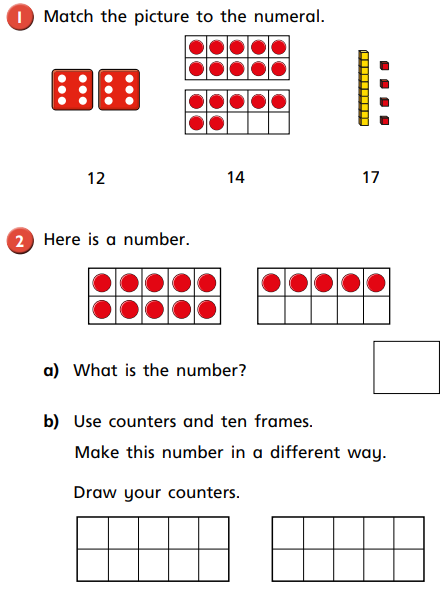 1 Match the picture to the numeral.
12 14 17
2 Here is a number.
a) What is the number?
b) Use counters and ten frames.
Make this number in a different way.
Draw your counters.